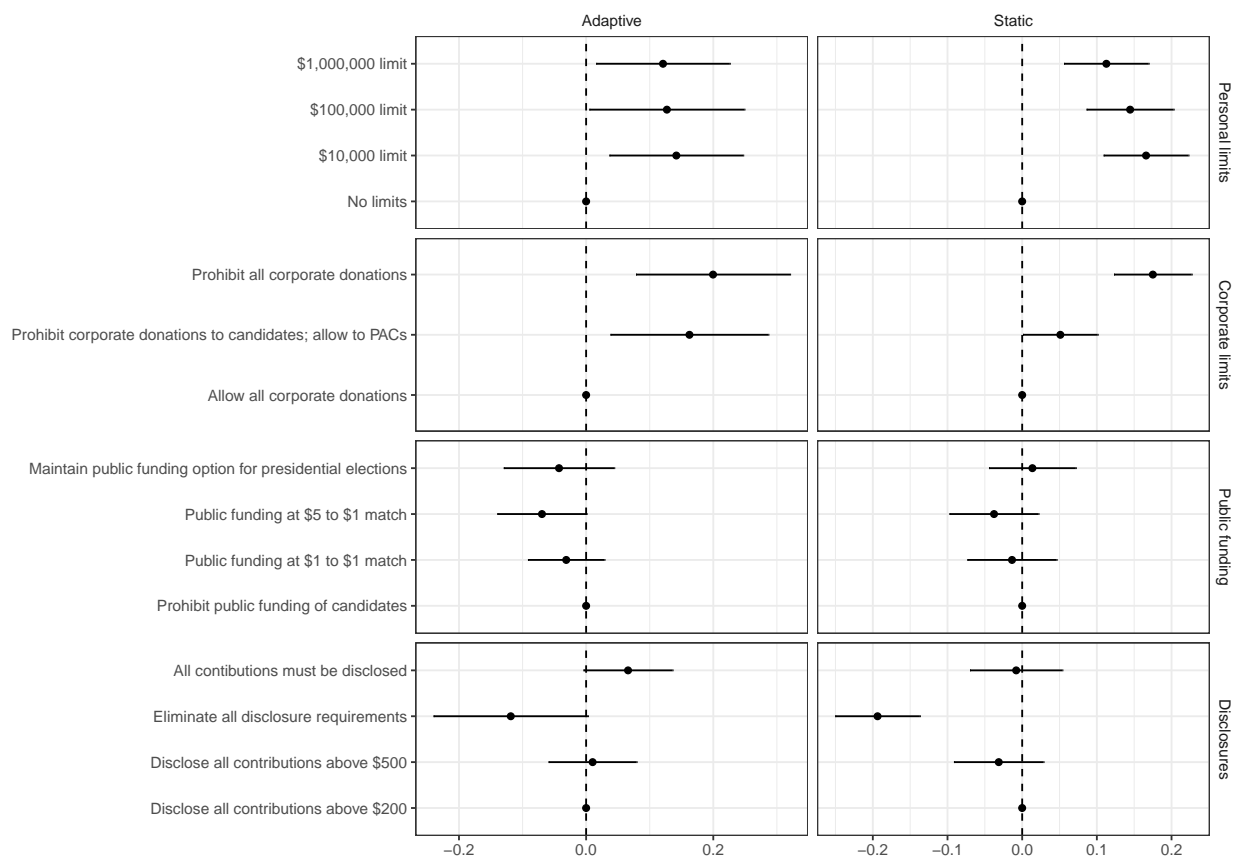 Adaptive
Static
$1,000,000 limit
$100,000 limit
$10,000 limit
No limits
Personal limits
Prohibit all corporate donations
Prohibit corporate donations to candidates; allow to PACs
Allow all corporate donations
Corporate limits
Maintain public funding option for presidential elections
Public funding at $5 to $1 match
Public funding at $1 to $1 match
Prohibit public funding of candidates
Public funding
All contibutions must be disclosed
Eliminate all disclosure requirements
Disclose all contributions above $500
Disclose all contributions above $200
Disclosures
−0.2 0.0 0.2
−0.2 −0.1 0.0 0.1 0.2